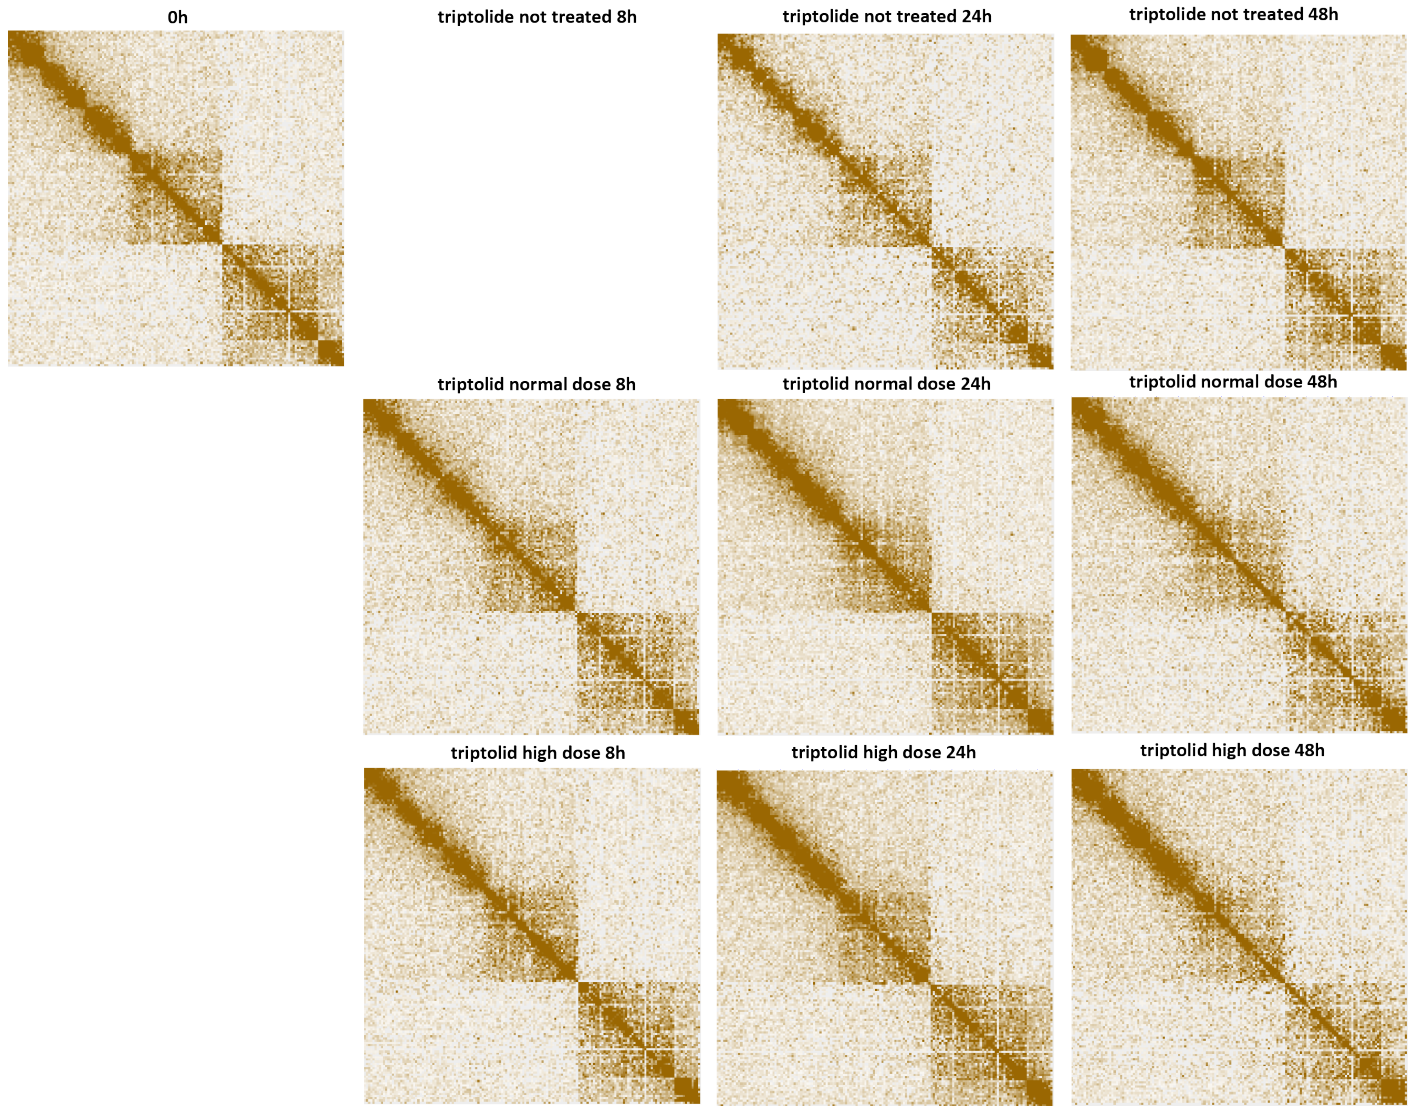 0h
triptolide not treated 8h
triptolide not treated 24h
triptolide not treated 48h
triptolid normal dose 8h
triptolid normal dose 24h
triptolid normal dose 48h
triptolid high dose 8h
triptolid high dose 24h
triptolid high dose 48h